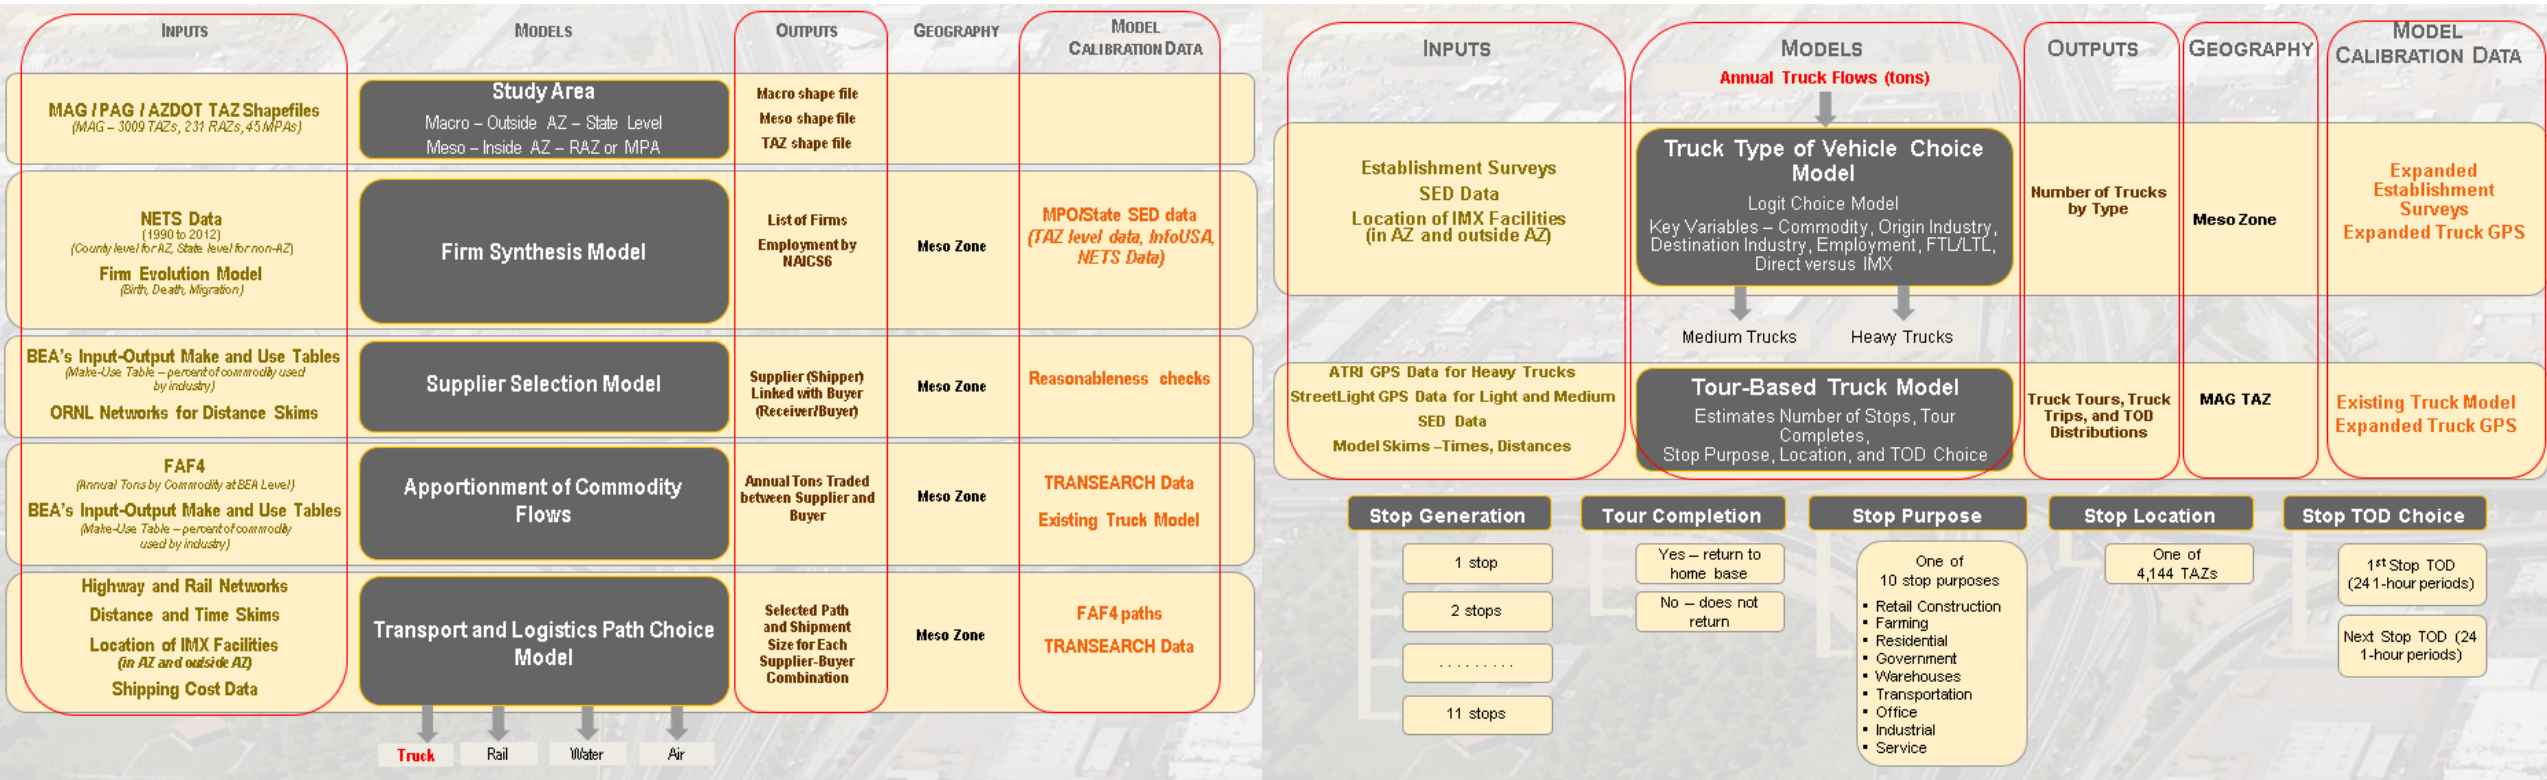 INPUTS
MODELS
OUTPUTS
GEOGRAPHY
MODEL
CALIBRATION DATA
MAG / PAG / AZDOT TAZ Shapefiles
(MAG – 3009 TAZs, 231 RAZs, 45 MPAs)
Study Area
Macro – Outside AZ – State Level
Meso – Inside AZ – RAZ or MPA
Macro shape file
Meso shape file
TAZ shape file
NETS Data
(1990 to 2012)
(County level for AZ, State level for non-AZ)
Firm Evolution Model
(Birth, Death, Migration)
Firm Synthesis Model
List of Firms
Employment by
NAICS6
Meso Zone
MPO/State SED data
(TAZ level data, InfoUSA,
NETS Data)
BEA's Input-Output Make and Use Tables
(Make-Use Table – percent of commodity used
by industry)
ORNL Networks for Distance Skims
Supplier Selection Model
Supplier (Shipper)
Linked with Buyer
(Receiver/Buyer)
Meso Zone
Reasonableness checks
FAF4
(Annual Tons by Commodity at BEA Level)
BEA's Input-Output Make and Use Tables
(Make-Use Table – percent of commodity
used by industry)
Apportionment of Commodity
Flows
Annual Tons Traded
between Supplier and
Buyer
Meso Zone
TRANSEARCH Data
Existing Truck Model
Highway and Rail Networks
Distance and Time Skims
Location of IMX Facilities
(in AZ and outside AZ)
Shipping Cost Data
Transport and Logistics Path Choice
Model
Selected Path
and Shipment
Size for Each
Supplier-Buyer
Combination
Meso Zone
FAF4 paths
TRANSEARCH Data
Truck
Rail
Water
Air
INPUTS
MODELS
OUTPUTS
GEOGRAPHY
MODEL
CALIBRATION DATA
Annual Truck Flows (tons)
Establishment Surveys
SED Data
Location of IMX Facilities
(in AZ and outside AZ)
Truck Type of Vehicle Choice
Model
Logit Choice Model
Key Variables – Commodity, Origin Industry,
Destination Industry, Employment, FTL/LTL,
Direct versus IMX
Number of Trucks
by Type
Meso Zone
Expanded
Establishment
Surveys
Expanded Truck GPS
Medium Trucks
Heavy Trucks
ATRI GPS Data for Heavy Trucks
StreetLight GPS Data for Light and Medium
SED Data
Model Skims –Times, Distances
Tour-Based Truck Model
Estimates Number of Stops, Tour
Completes,
Stop Purpose, Location, and TOD Choice
Truck Tours, Truck
Trips, and TOD
Distributions
MAG TAZ
Existing Truck Model
Expanded Truck GPS
Stop Generation
Tour Completion
Stop Purpose
Stop Location
Stop TOD Choice
1 stop
2 stops
. . . . . . . . .
11 stops
Yes – return to
home base
No – does not
return
One of
10 stop purposes
▪ Retail Construction
▪ Farming
▪ Residential
▪ Government
▪ Warehouses
▪ Transportation
▪ Office
▪ Industrial
▪ Service
One of
4,144 TAZs
1st Stop TOD
(24 1-hour periods)
Next Stop TOD (24
1-hour periods)